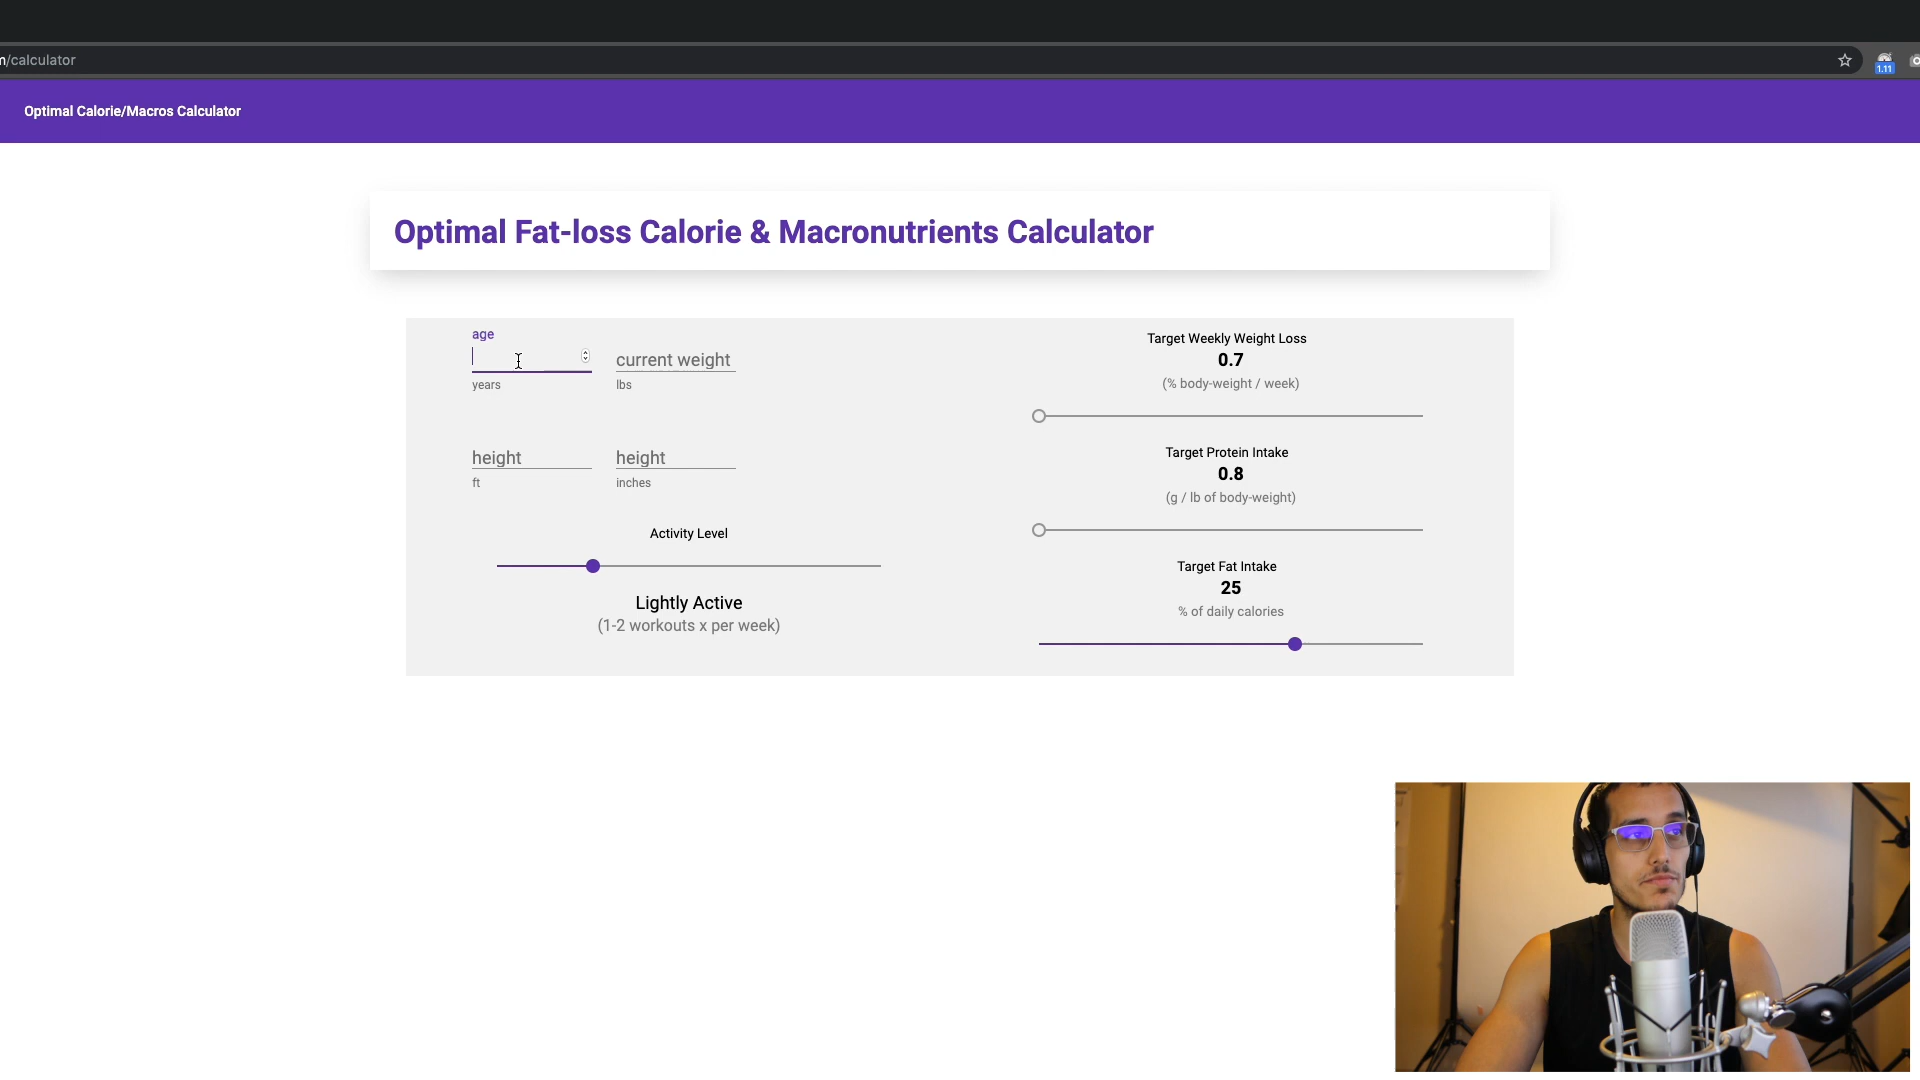 /calculator
1.11
Optimal Calorie/Macros Calculator
Optimal Fat-loss Calorie & Macronutrients Calculator
age
years
current weight
lbs
height
ft
height
inches
Activity Level
Lightly Active
(1-2 workouts x per week)
Target Weekly Weight Loss
0.7
(% body-weight / week)
Target Protein Intake
0.8
(g / lb of body-weight)
Target Fat Intake
25
% of daily calories